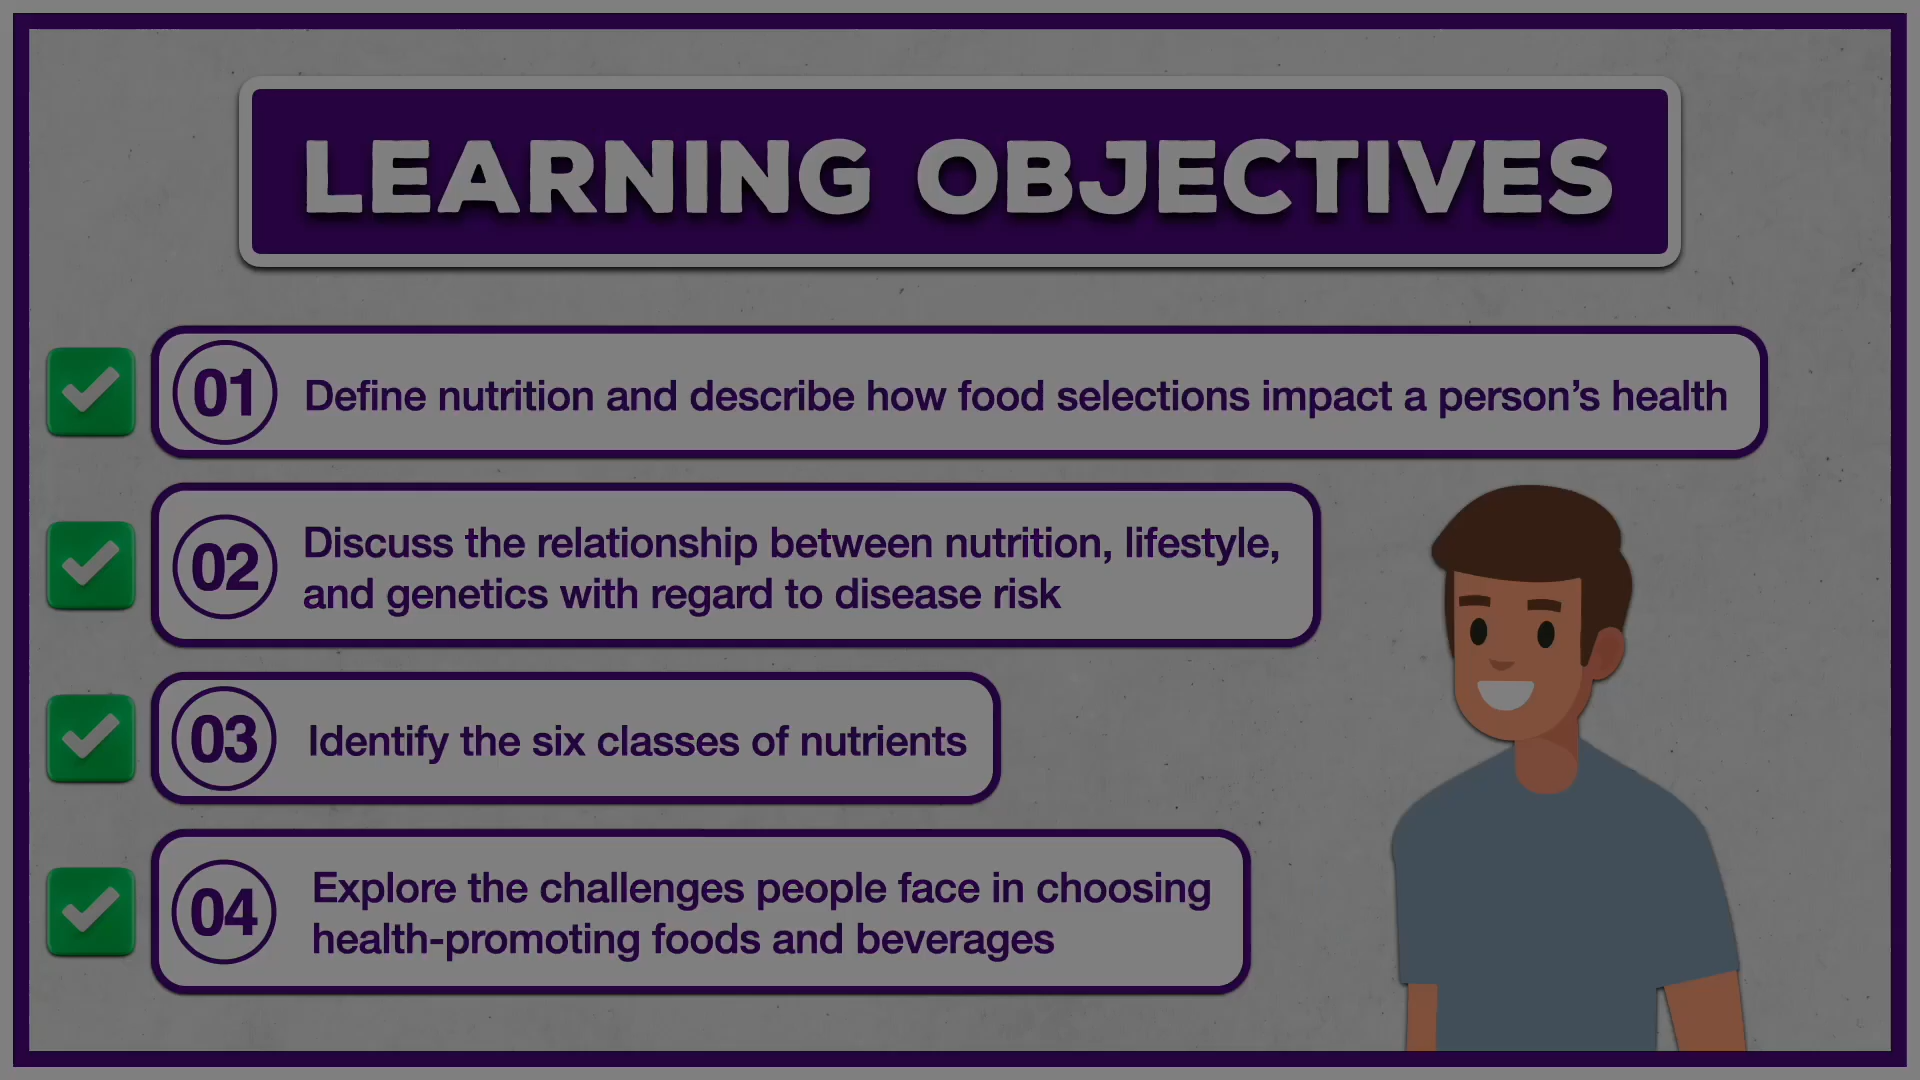 LEARNING OBJECTIVES
01 Define nutrition and describe how food selections impact a person’s health
02 Discuss the relationship between nutrition, lifestyle,
and genetics with regard to disease risk
03 Identify the six classes of nutrients
04 Explore the challenges people face in choosing
health-promoting foods and beverages